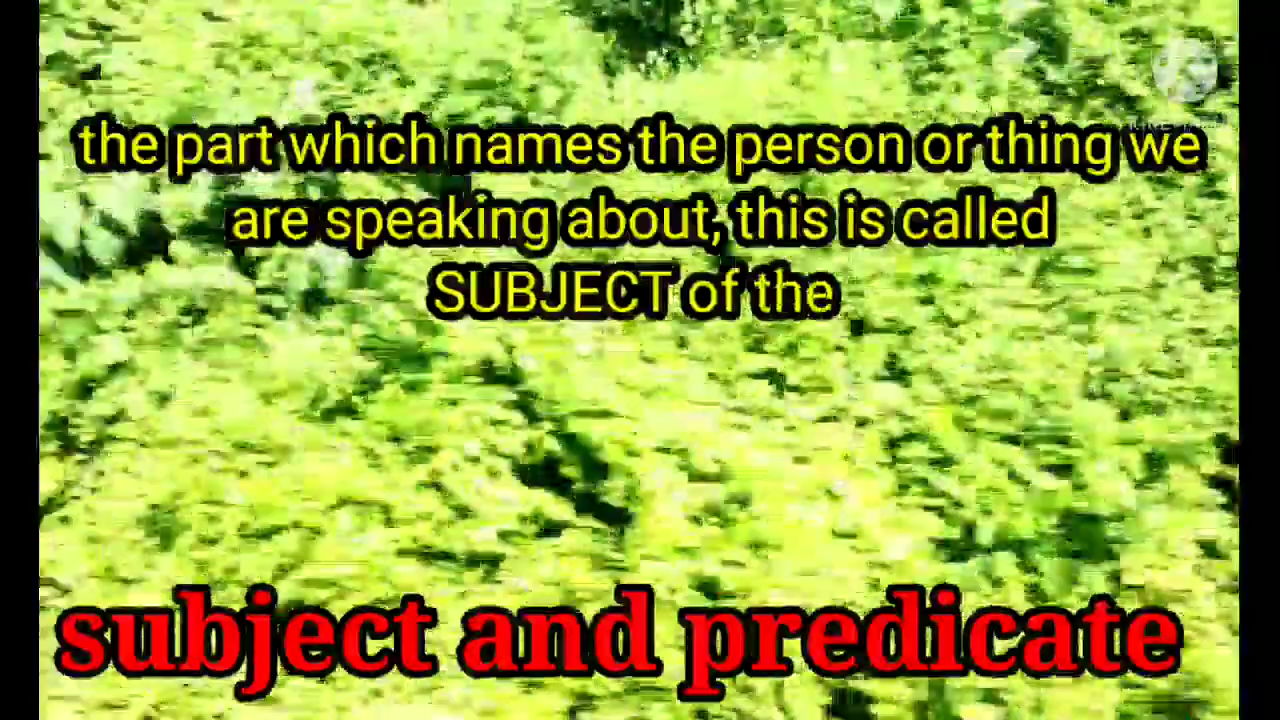 the part which names the person or thing we
are speaking about, this is called
SUBJECT of the
subject and predicate